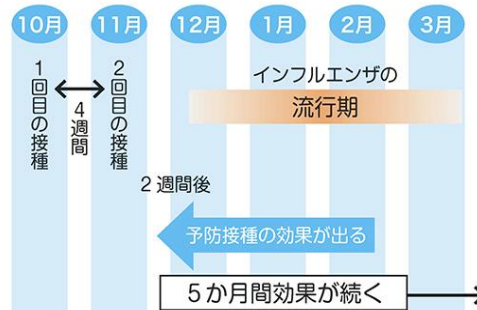 10月
11月
12月
1月
2月
3月
1回目の接種
4週間
2回目の接種
インフルエンザの
流行期
2週間後
予防接種の効果が出る
5か月間効果が続く